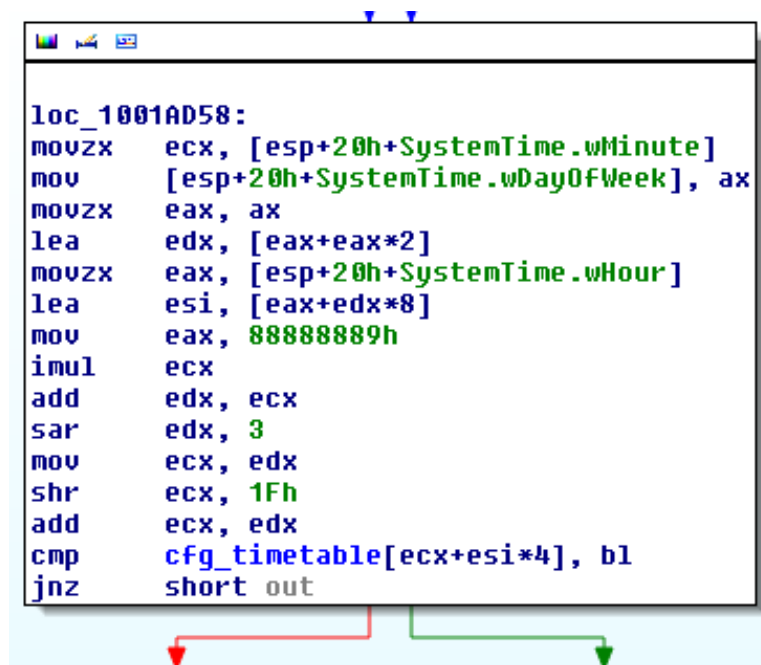 loc_1001AD58:
movzx ecx, [esp+20h+SystemTime.wMinute]
mov [esp+20h+SystemTime.wDayOfWeek], ax
movzx eax, ax
lea edx, [eax+eax*2]
movzx eax, [esp+20h+SystemTime.wHour]
lea esi, [eax+edx*8]
mov eax, 88888889h
imul ecx
add edx, ecx
sar edx, 3
mov ecx, edx
shr ecx, 1Fh
add ecx, edx
cmp cfg_timetable[ecx+esi*4], bl
jnz short out